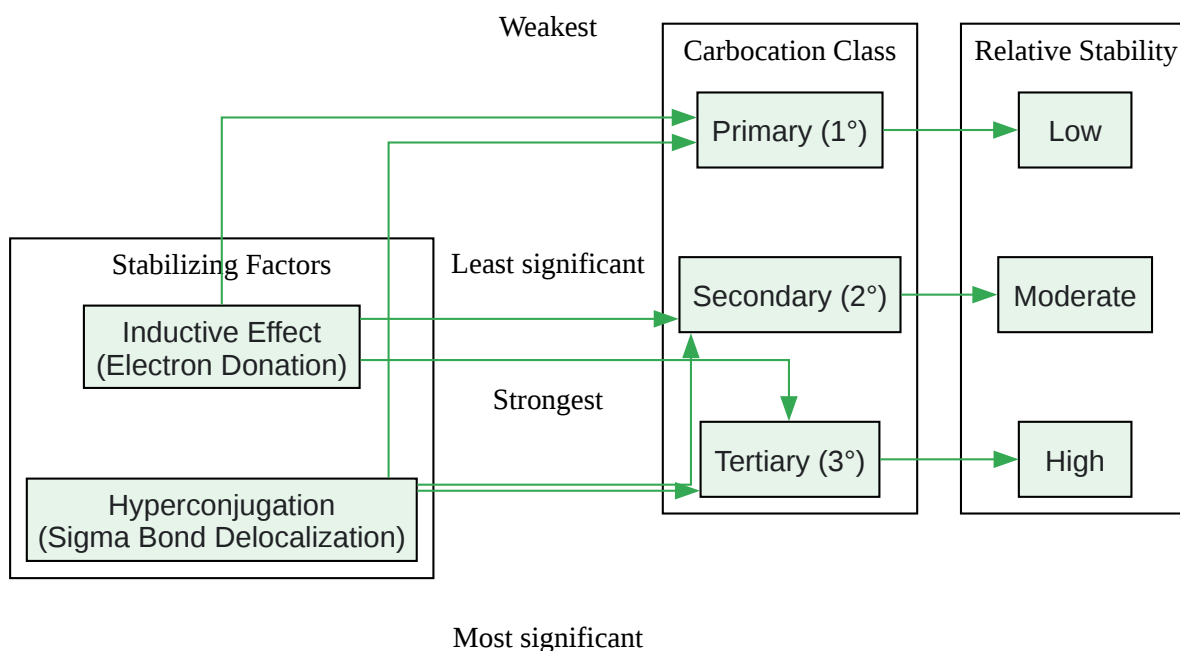 Weakest
Carbocation Class
Relative Stability
Primary (1°)
Low
Stabilizing Factors
Least significant
Secondary (2°)
Moderate
Inductive Effect
(Electron Donation)
Strongest
Tertiary (3°)
High
Hyperconjugation
(Sigma Bond Delocalization)
Most significant